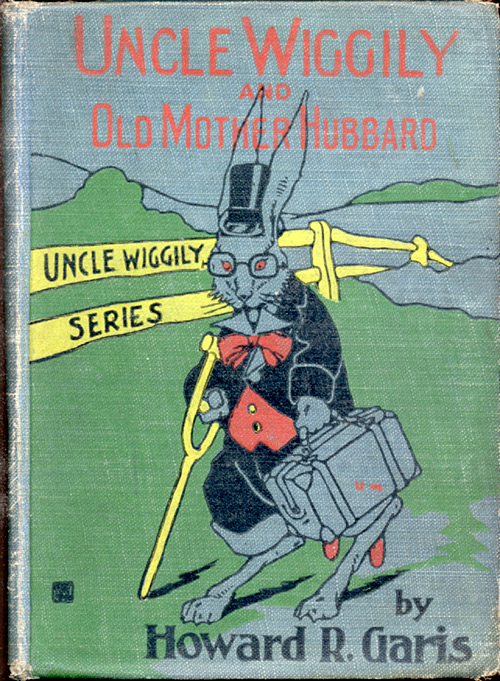 UNCLE WIGGILY
AND
OLD MOTHER HUBBARD
UNCLE WIGGILY
SERIES
U W
by
Howard R. Garis